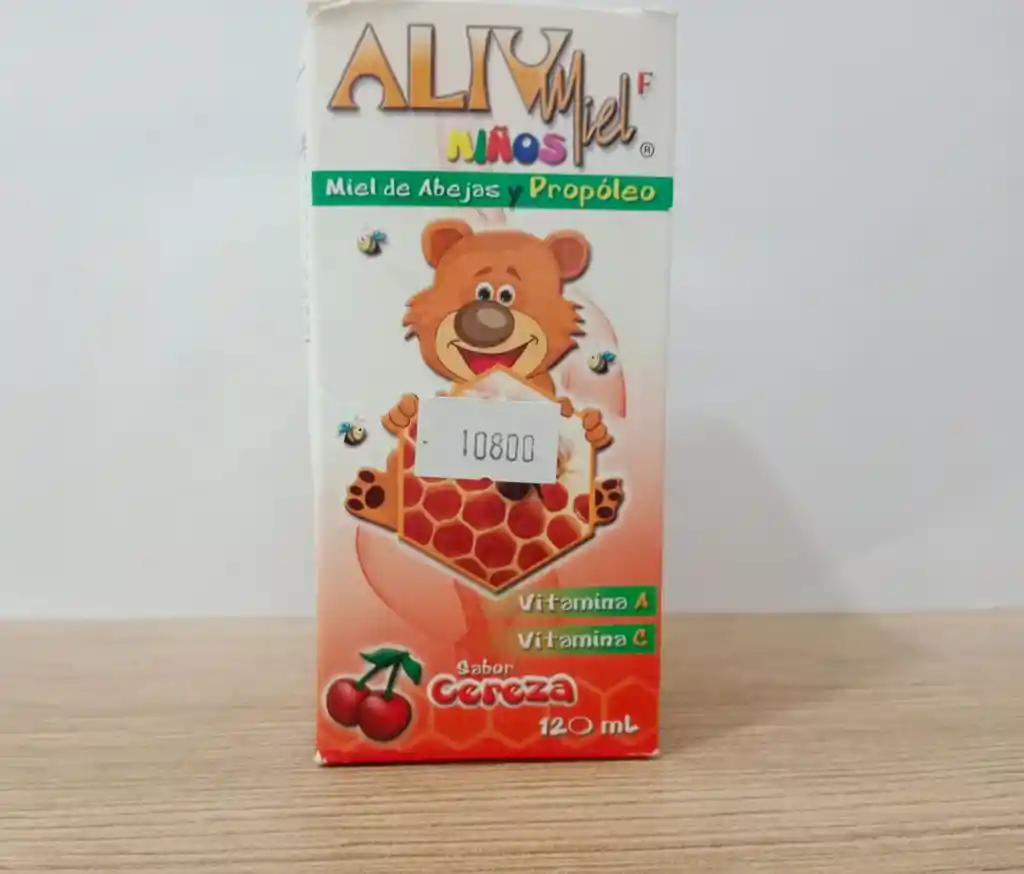 ALIVMiel F
NIÑOS ®
Miel de Abejas y Propóleo
10800
Vitamina A
Vitamina C
Sabor
Cereza
120 mL